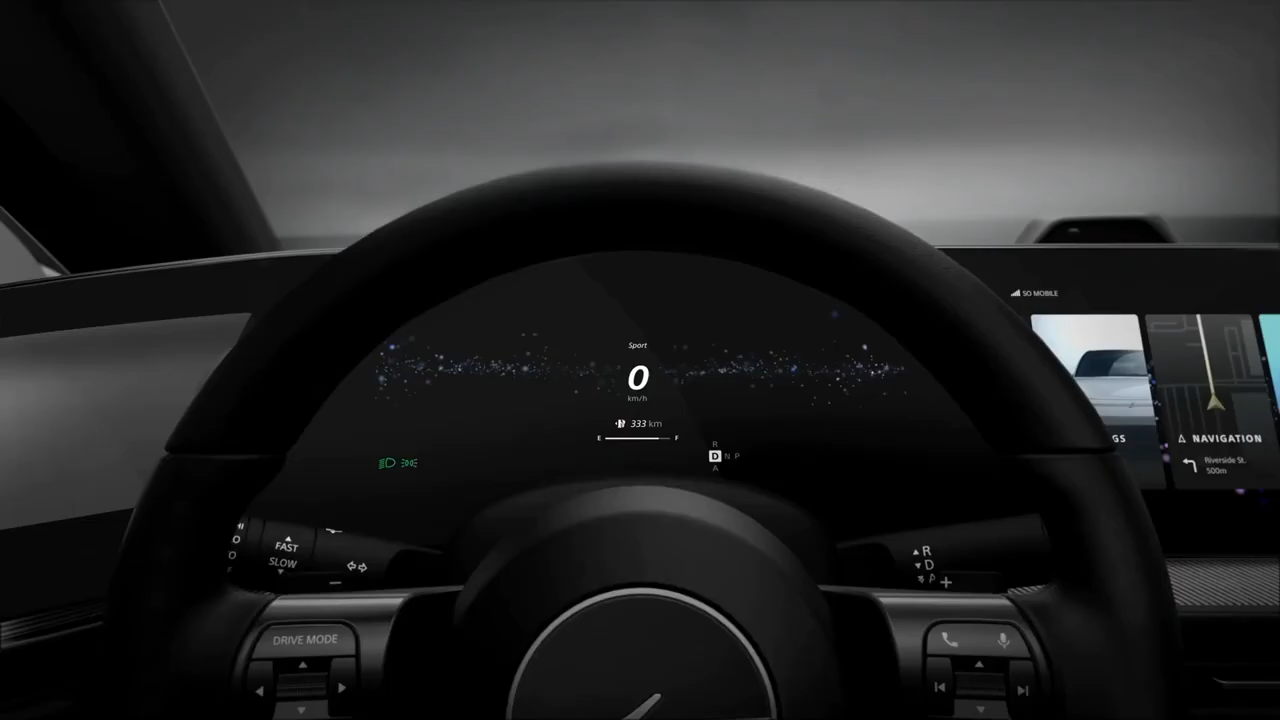 SO MOBILE
Sport
0
km/h
333 km
E F
R
D N P
A
GS
NAVIGATION
Riverside St.
500m
FAST
SLOW
R
D
P
DRIVE MODE